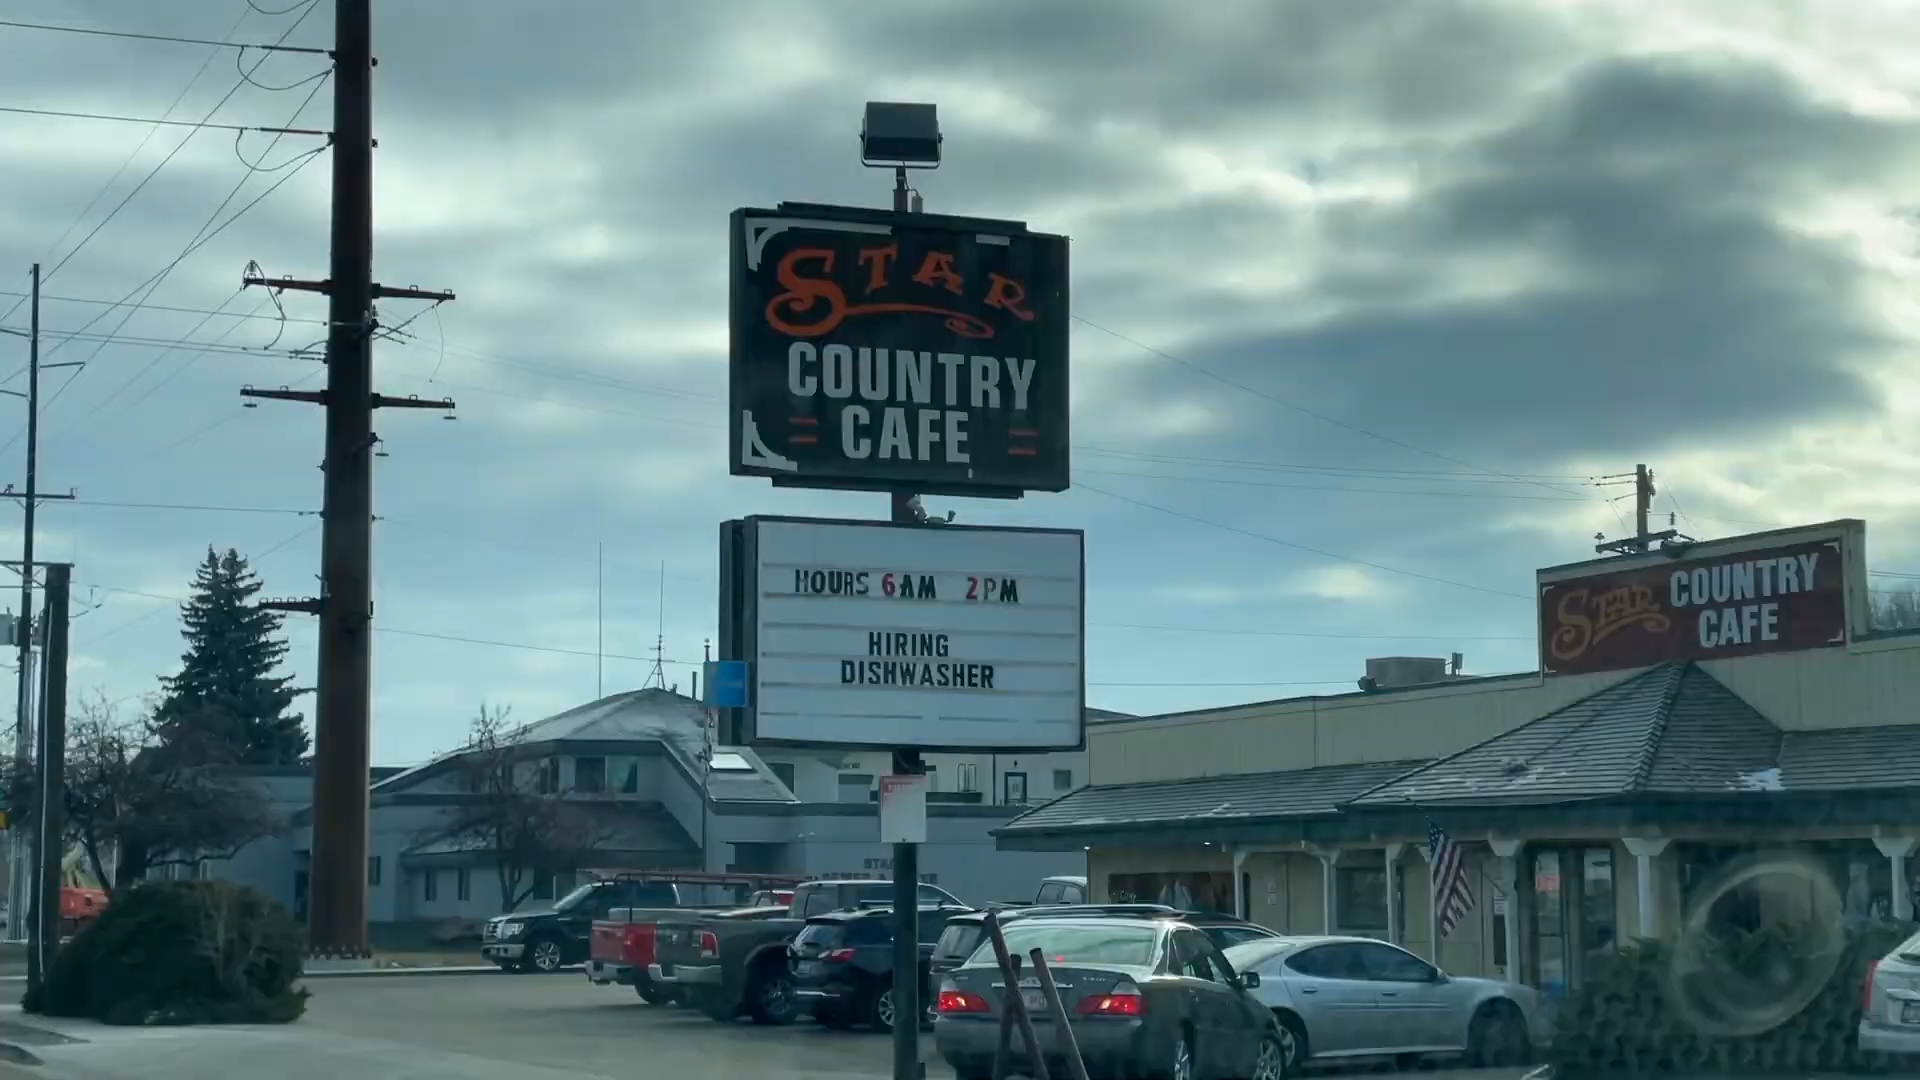 STAR
COUNTRY
CAFE
HOURS 6AM 2PM
HIRING
DISHWASHER
STAR COUNTRY
CAFE